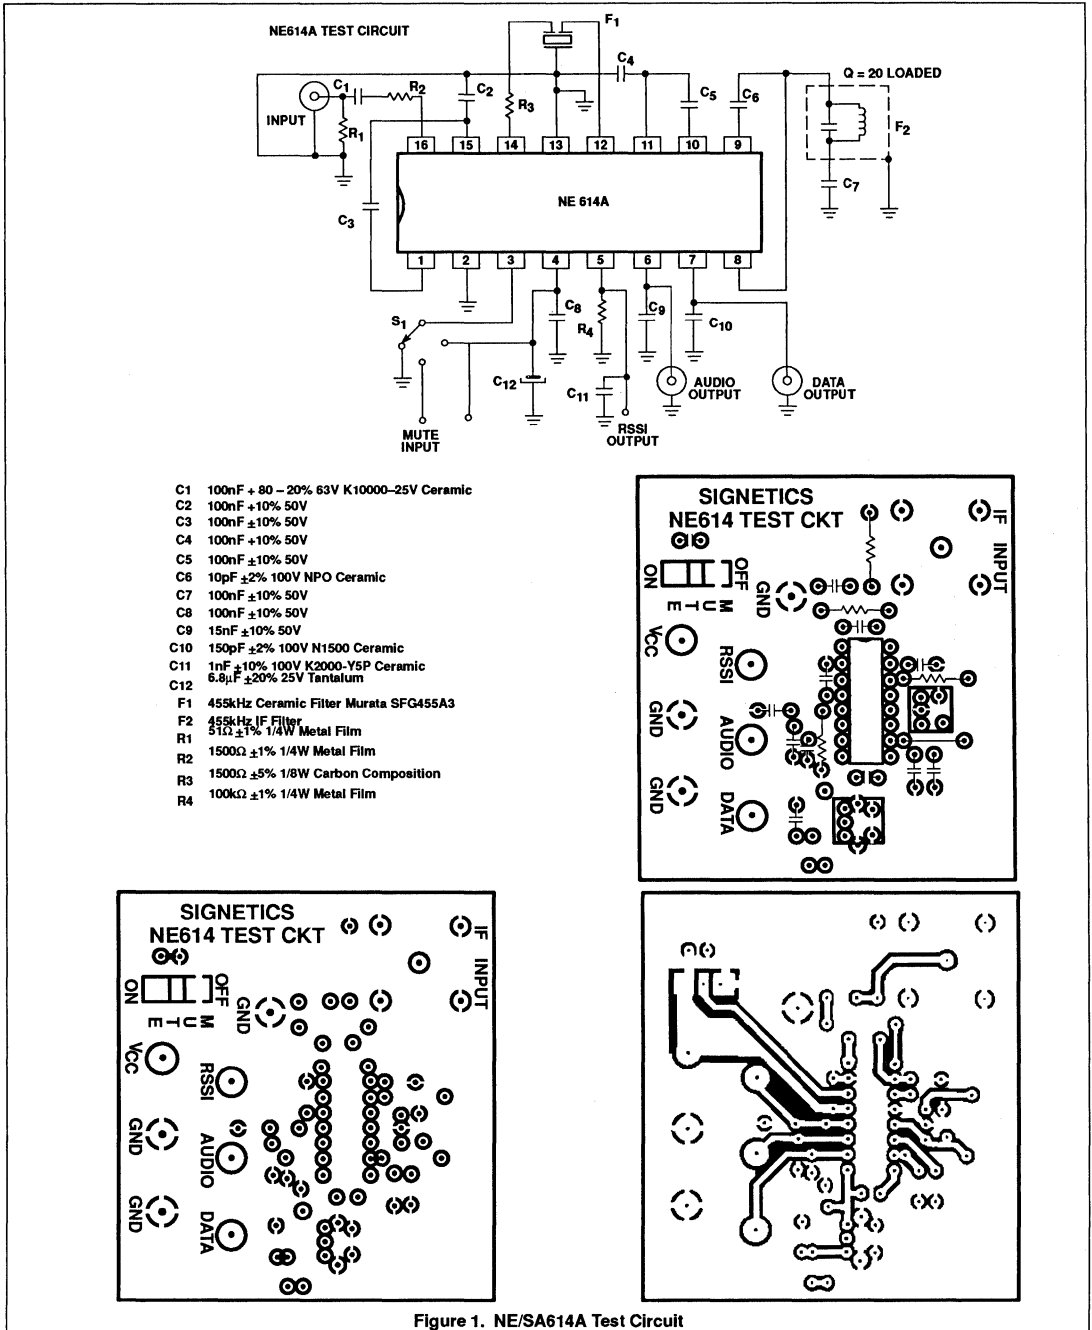 NE614A TEST CIRCUIT
F1
C4
Q = 20 LOADED
C1
R2
C2
R3
C5
C6
INPUT
R1
F2
16 15 14 13 12 11 10 9
C7
NE 614A
C3
1 2 3 4 5 6 7 8
S1
C8
R4
C9
C10
C12
C11
AUDIO
OUTPUT
DATA
OUTPUT
MUTE
INPUT
RSSI
OUTPUT
C1 100nF + 80 – 20% 63V K10000–25V Ceramic
C2 100nF +10% 50V
C3 100nF ±10% 50V
C4 100nF +10% 50V
C5 100nF ±10% 50V
C6 10pF ±2% 100V NPO Ceramic
C7 100nF ±10% 50V
C8 100nF ±10% 50V
C9 15nF ±10% 50V
C10 150pF ±2% 100V N1500 Ceramic
C11 1nF ±10% 100V K2000-Y5P Ceramic
C12 6.8µF ±20% 25V Tantalum
F1 455kHz Ceramic Filter Murata SFG455A3
F2 455kHz IF Filter
R1 51Ω ±1% 1/4W Metal Film
R2 1500Ω ±1% 1/4W Metal Film
R3 1500Ω ±5% 1/8W Carbon Composition
R4 100kΩ ±1% 1/4W Metal Film
SIGNETICS
NE614 TEST CKT
IF INPUT
ON
OFF
MUTE
GND
VCC
RSSI
GND
AUDIO
GND
DATA
SIGNETICS
NE614 TEST CKT
IF INPUT
ON
OFF
MUTE
GND
VCC
RSSI
GND
AUDIO
GND
DATA
Figure 1. NE/SA614A Test Circuit